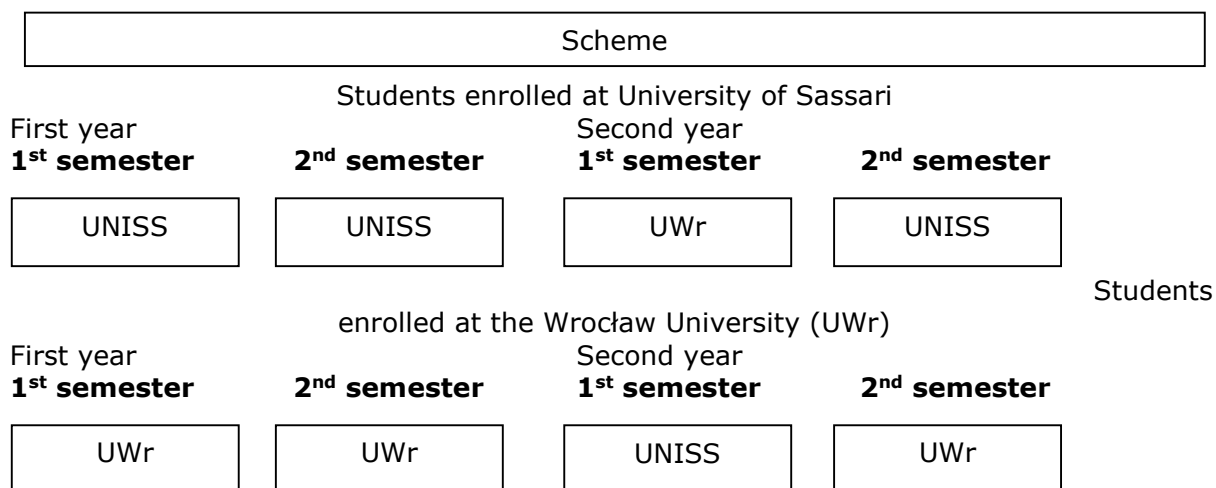 Scheme
Students enrolled at University of Sassari
First year Second year
1st semester 2nd semester 1st semester 2nd semester
UNISS UNISS UWr UNISS
Students
enrolled at the Wrocław University (UWr)
First year Second year
1st semester 2nd semester 1st semester 2nd semester
UWr UWr UNISS UWr